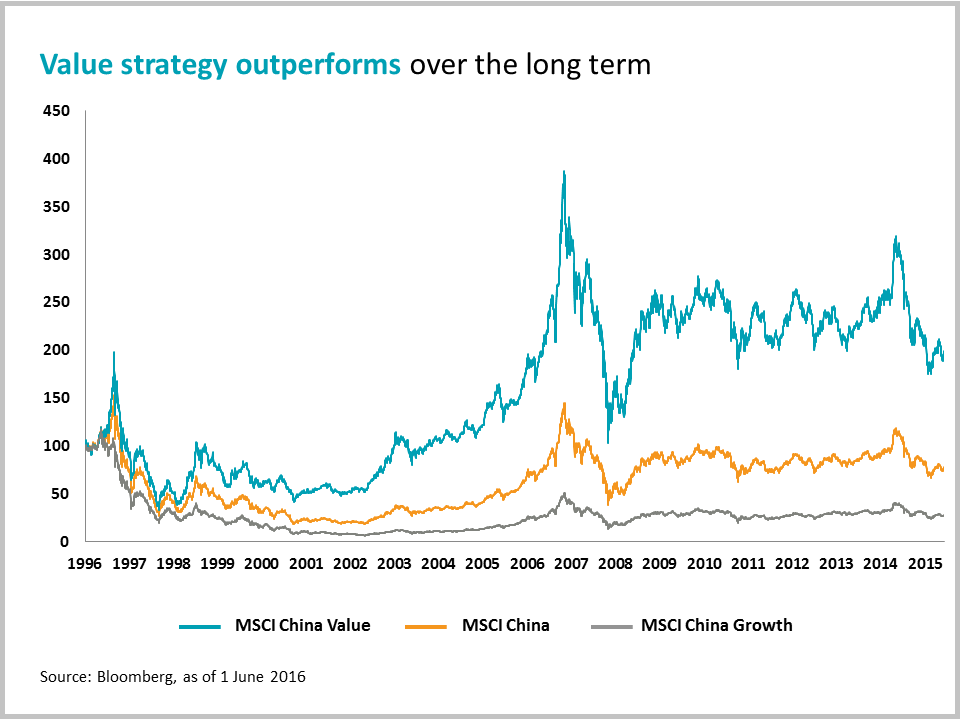 Value strategy outperforms over the long term
450
400
350
300
250
200
150
100
50
0
1996 1997 1998 1999 2000 2001 2002 2003 2004 2005 2006 2007 2008 2009 2010 2011 2012 2013 2014 2015
MSCI China Value MSCI China MSCI China Growth
Source: Bloomberg, as of 1 June 2016